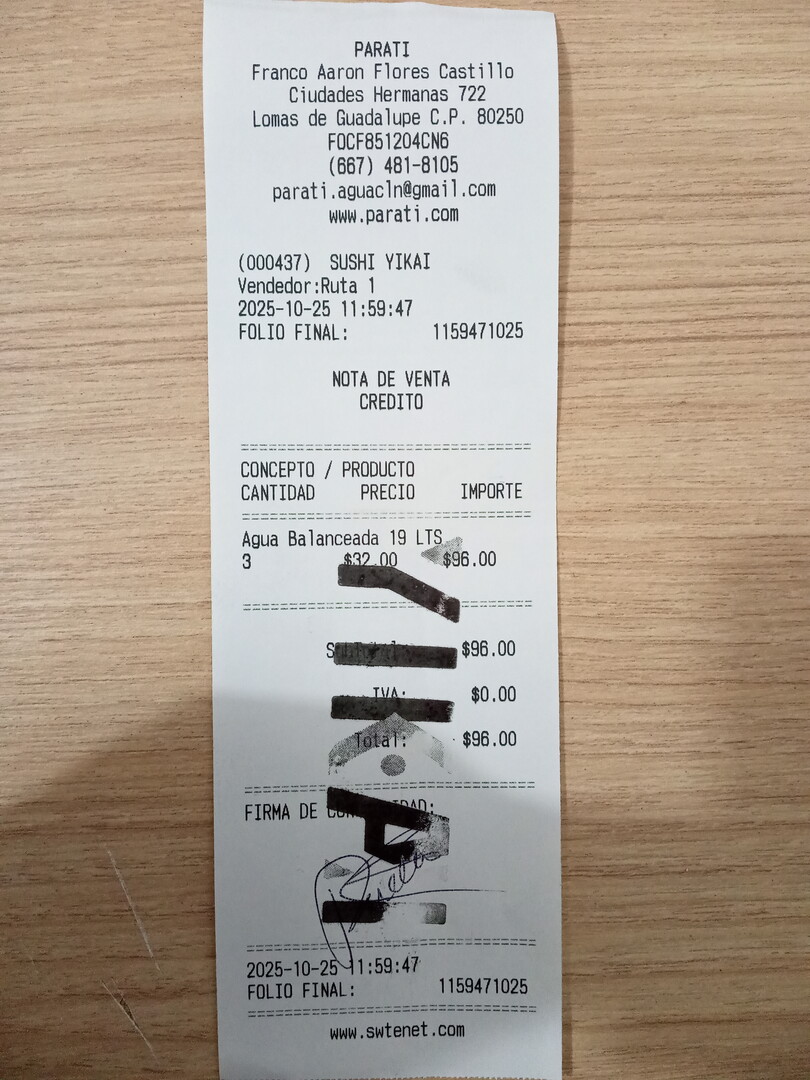 PARATI
Franco Aaron Flores Castillo
Ciudades Hermanas 722
Lomas de Guadalupe C.P. 80250
FOCF851204CN6
(667) 481-8105
parati.aguacln@gmail.com
www.parati.com
(000437) SUSHI YIKAI
Vendedor:Ruta 1
2025-10-25 11:59:47
FOLIO FINAL: 1159471025
NOTA DE VENTA
CREDITO
CONCEPTO / PRODUCTO
CANTIDAD PRECIO IMPORTE
Agua Balanceada 19 LTS
3 $32.00 $96.00
SubTotal: $96.00
IVA: $0.00
Total: $96.00
FIRMA DE
2025-10-25 11:59:47
FOLIO FINAL: 1159471025
www.swtenet.com